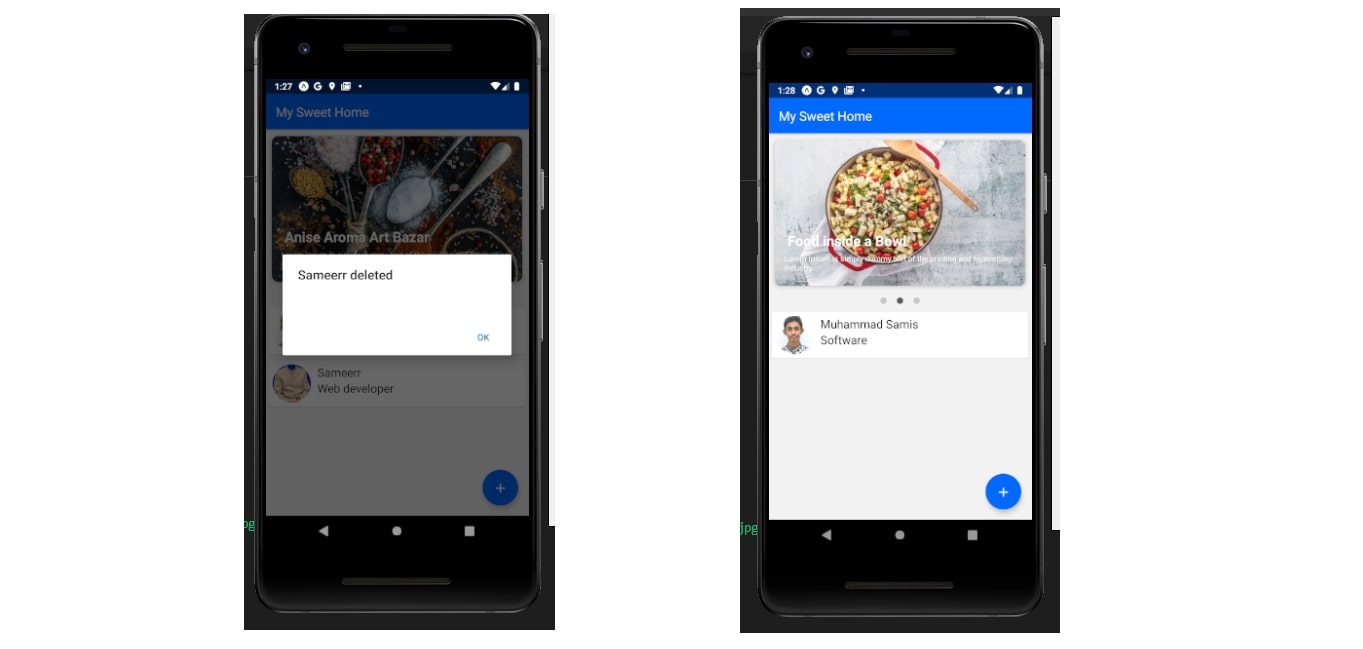 1:27
My Sweet Home
Anise Aroma Art Bazar
Sameerr deleted
OK
Sameerr
Web developer
+
pg
1:28
My Sweet Home
Food inside a Bowl
Lorem Ipsum is simply dummy text of the printing and typesetting
industry
Muhammad Samis
Software
+
jpg